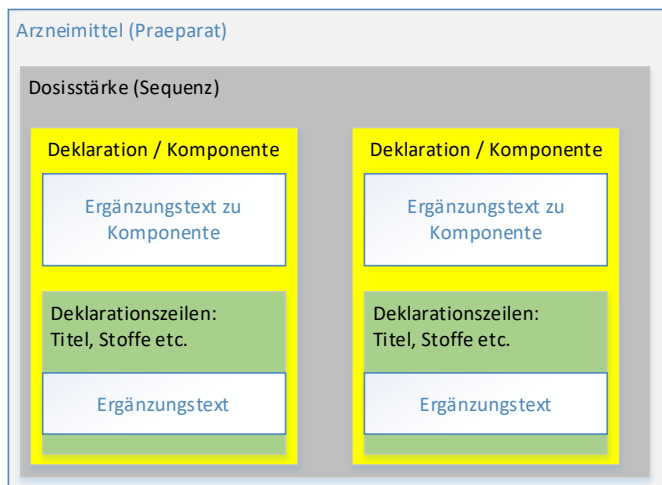 Arzneimittel (Praeparat)
Dosisstärke (Sequenz)
Deklaration / Komponente
Ergänzungstext zu
Komponente
Deklarationszeilen:
Titel, Stoffe etc.
Ergänzungstext
Deklaration / Komponente
Ergänzungstext zu
Komponente
Deklarationszeilen:
Titel, Stoffe etc.
Ergänzungstext